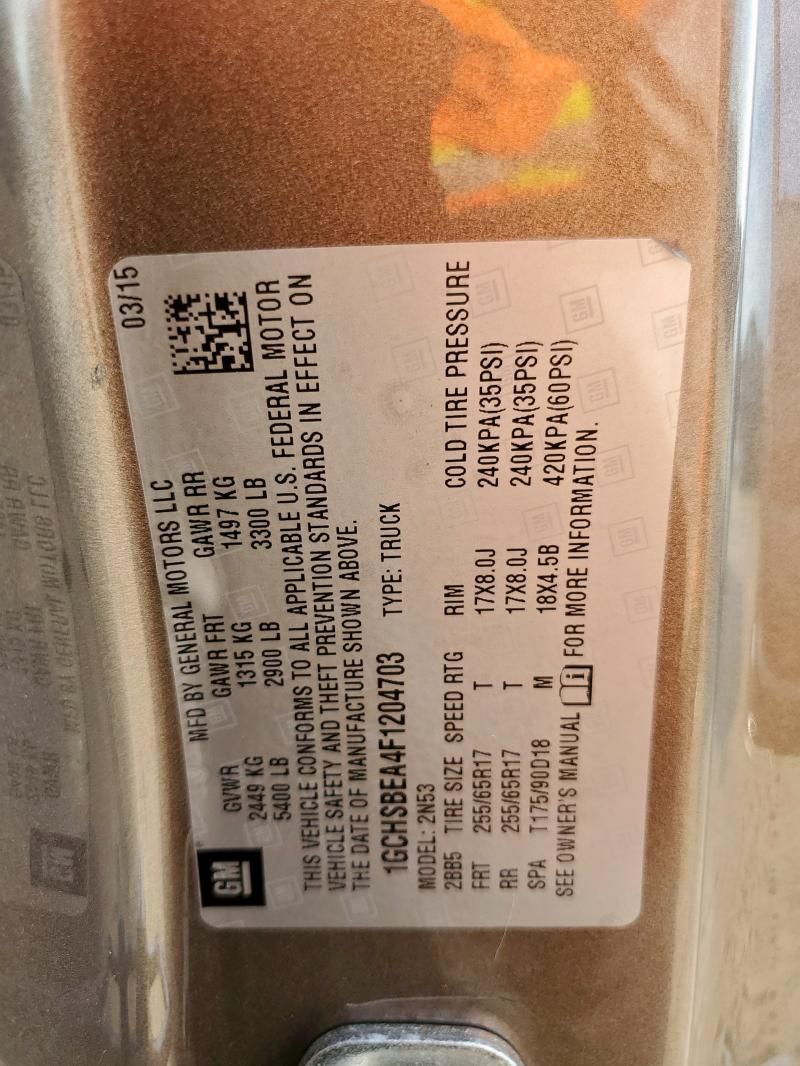 03/15
GM
MFD BY GENERAL MOTORS LLC
GVWR GAWR FRT GAWR RR
2449 KG 1315 KG 1497 KG
5400 LB 2900 LB 3300 LB
THIS VEHICLE CONFORMS TO ALL APPLICABLE U.S. FEDERAL MOTOR
VEHICLE SAFETY AND THEFT PREVENTION STANDARDS IN EFFECT ON
THE DATE OF MANUFACTURE SHOWN ABOVE.
1GCHSBEA4F1204703 TYPE: TRUCK
MODEL: 2N53
2BB5 TIRE SIZE SPEED RTG RIM COLD TIRE PRESSURE
FRT 255/65R17 T 17X8.0J 240KPA(35PSI)
RR 255/65R17 T 17X8.0J 240KPA(35PSI)
SPA T175/90D18 M 18X4.5B 420KPA(60PSI)
SEE OWNER'S MANUAL FOR MORE INFORMATION.